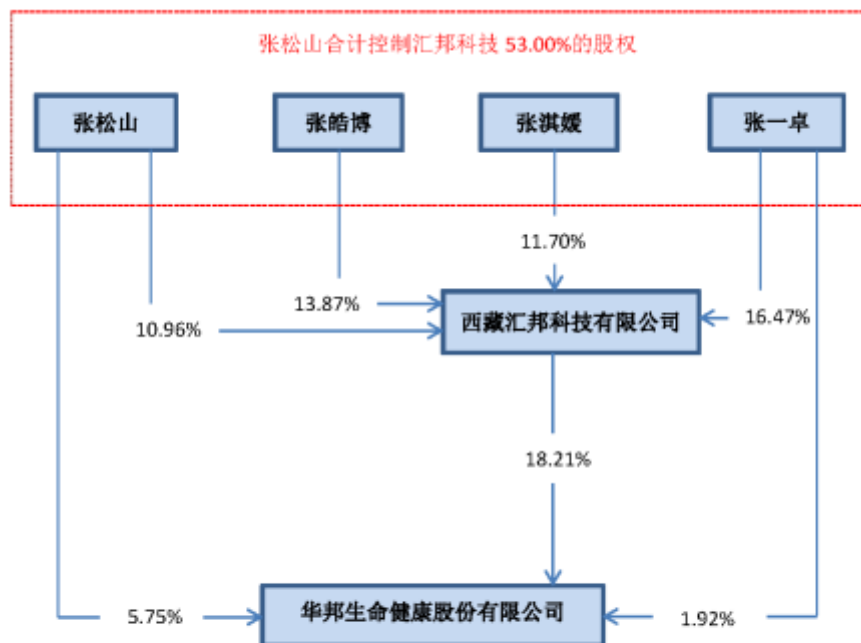 张松山合计控制汇邦科技 53.00%的股权
张松山
张皓博
张淇媛
张一卓
11.70%
13.87%
西藏汇邦科技有限公司
16.47%
10.96%
18.21%
5.75%
华邦生命健康股份有限公司
1.92%